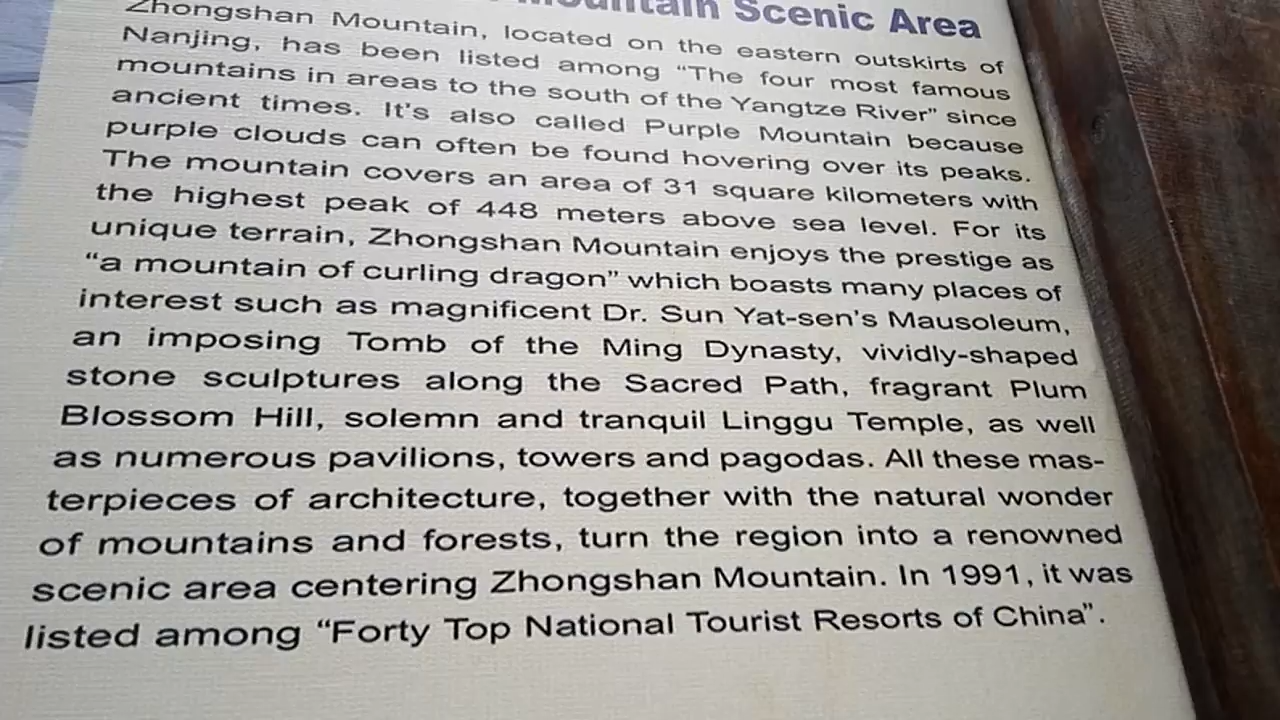 Mountain Scenic Area
Zhongshan Mountain, located on the eastern outskirts of
Nanjing, has been listed among “The four most famous
mountains in areas to the south of the Yangtze River” since
ancient times. It's also called Purple Mountain because
purple clouds can often be found hovering over its peaks.
The mountain covers an area of 31 square kilometers with
the highest peak of 448 meters above sea level. For its
unique terrain, Zhongshan Mountain enjoys the prestige as
“a mountain of curling dragon” which boasts many places of
interest such as magnificent Dr. Sun Yat-sen's Mausoleum,
an imposing Tomb of the Ming Dynasty, vividly-shaped
stone sculptures along the Sacred Path, fragrant Plum
Blossom Hill, solemn and tranquil Linggu Temple, as well
as numerous pavilions, towers and pagodas. All these mas-
terpieces of architecture, together with the natural wonder
of mountains and forests, turn the region into a renowned
scenic area centering Zhongshan Mountain. In 1991, it was
listed among “Forty Top National Tourist Resorts of China”.